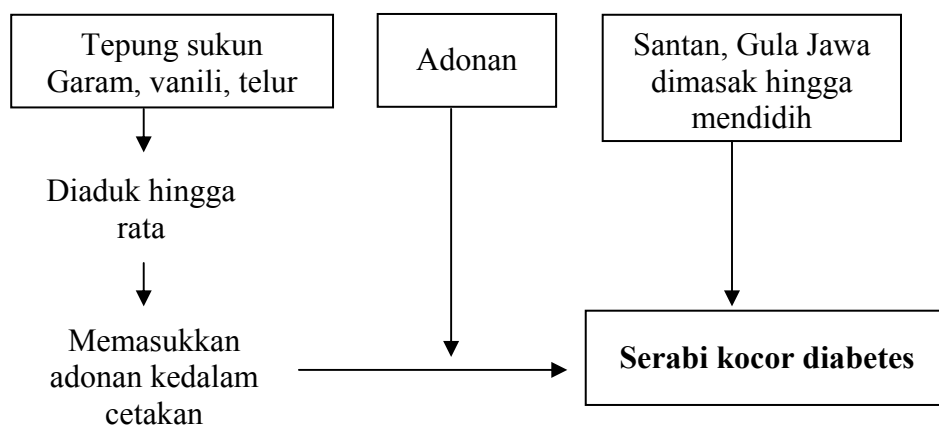 Tepung sukun
Garam, vanili, telur
Adonan
Santan, Gula Jawa
dimasak hingga
mendidih
Diaduk hingga
rata
Memasukkan
adonan kedalam
cetakan
Serabi kocor diabetes